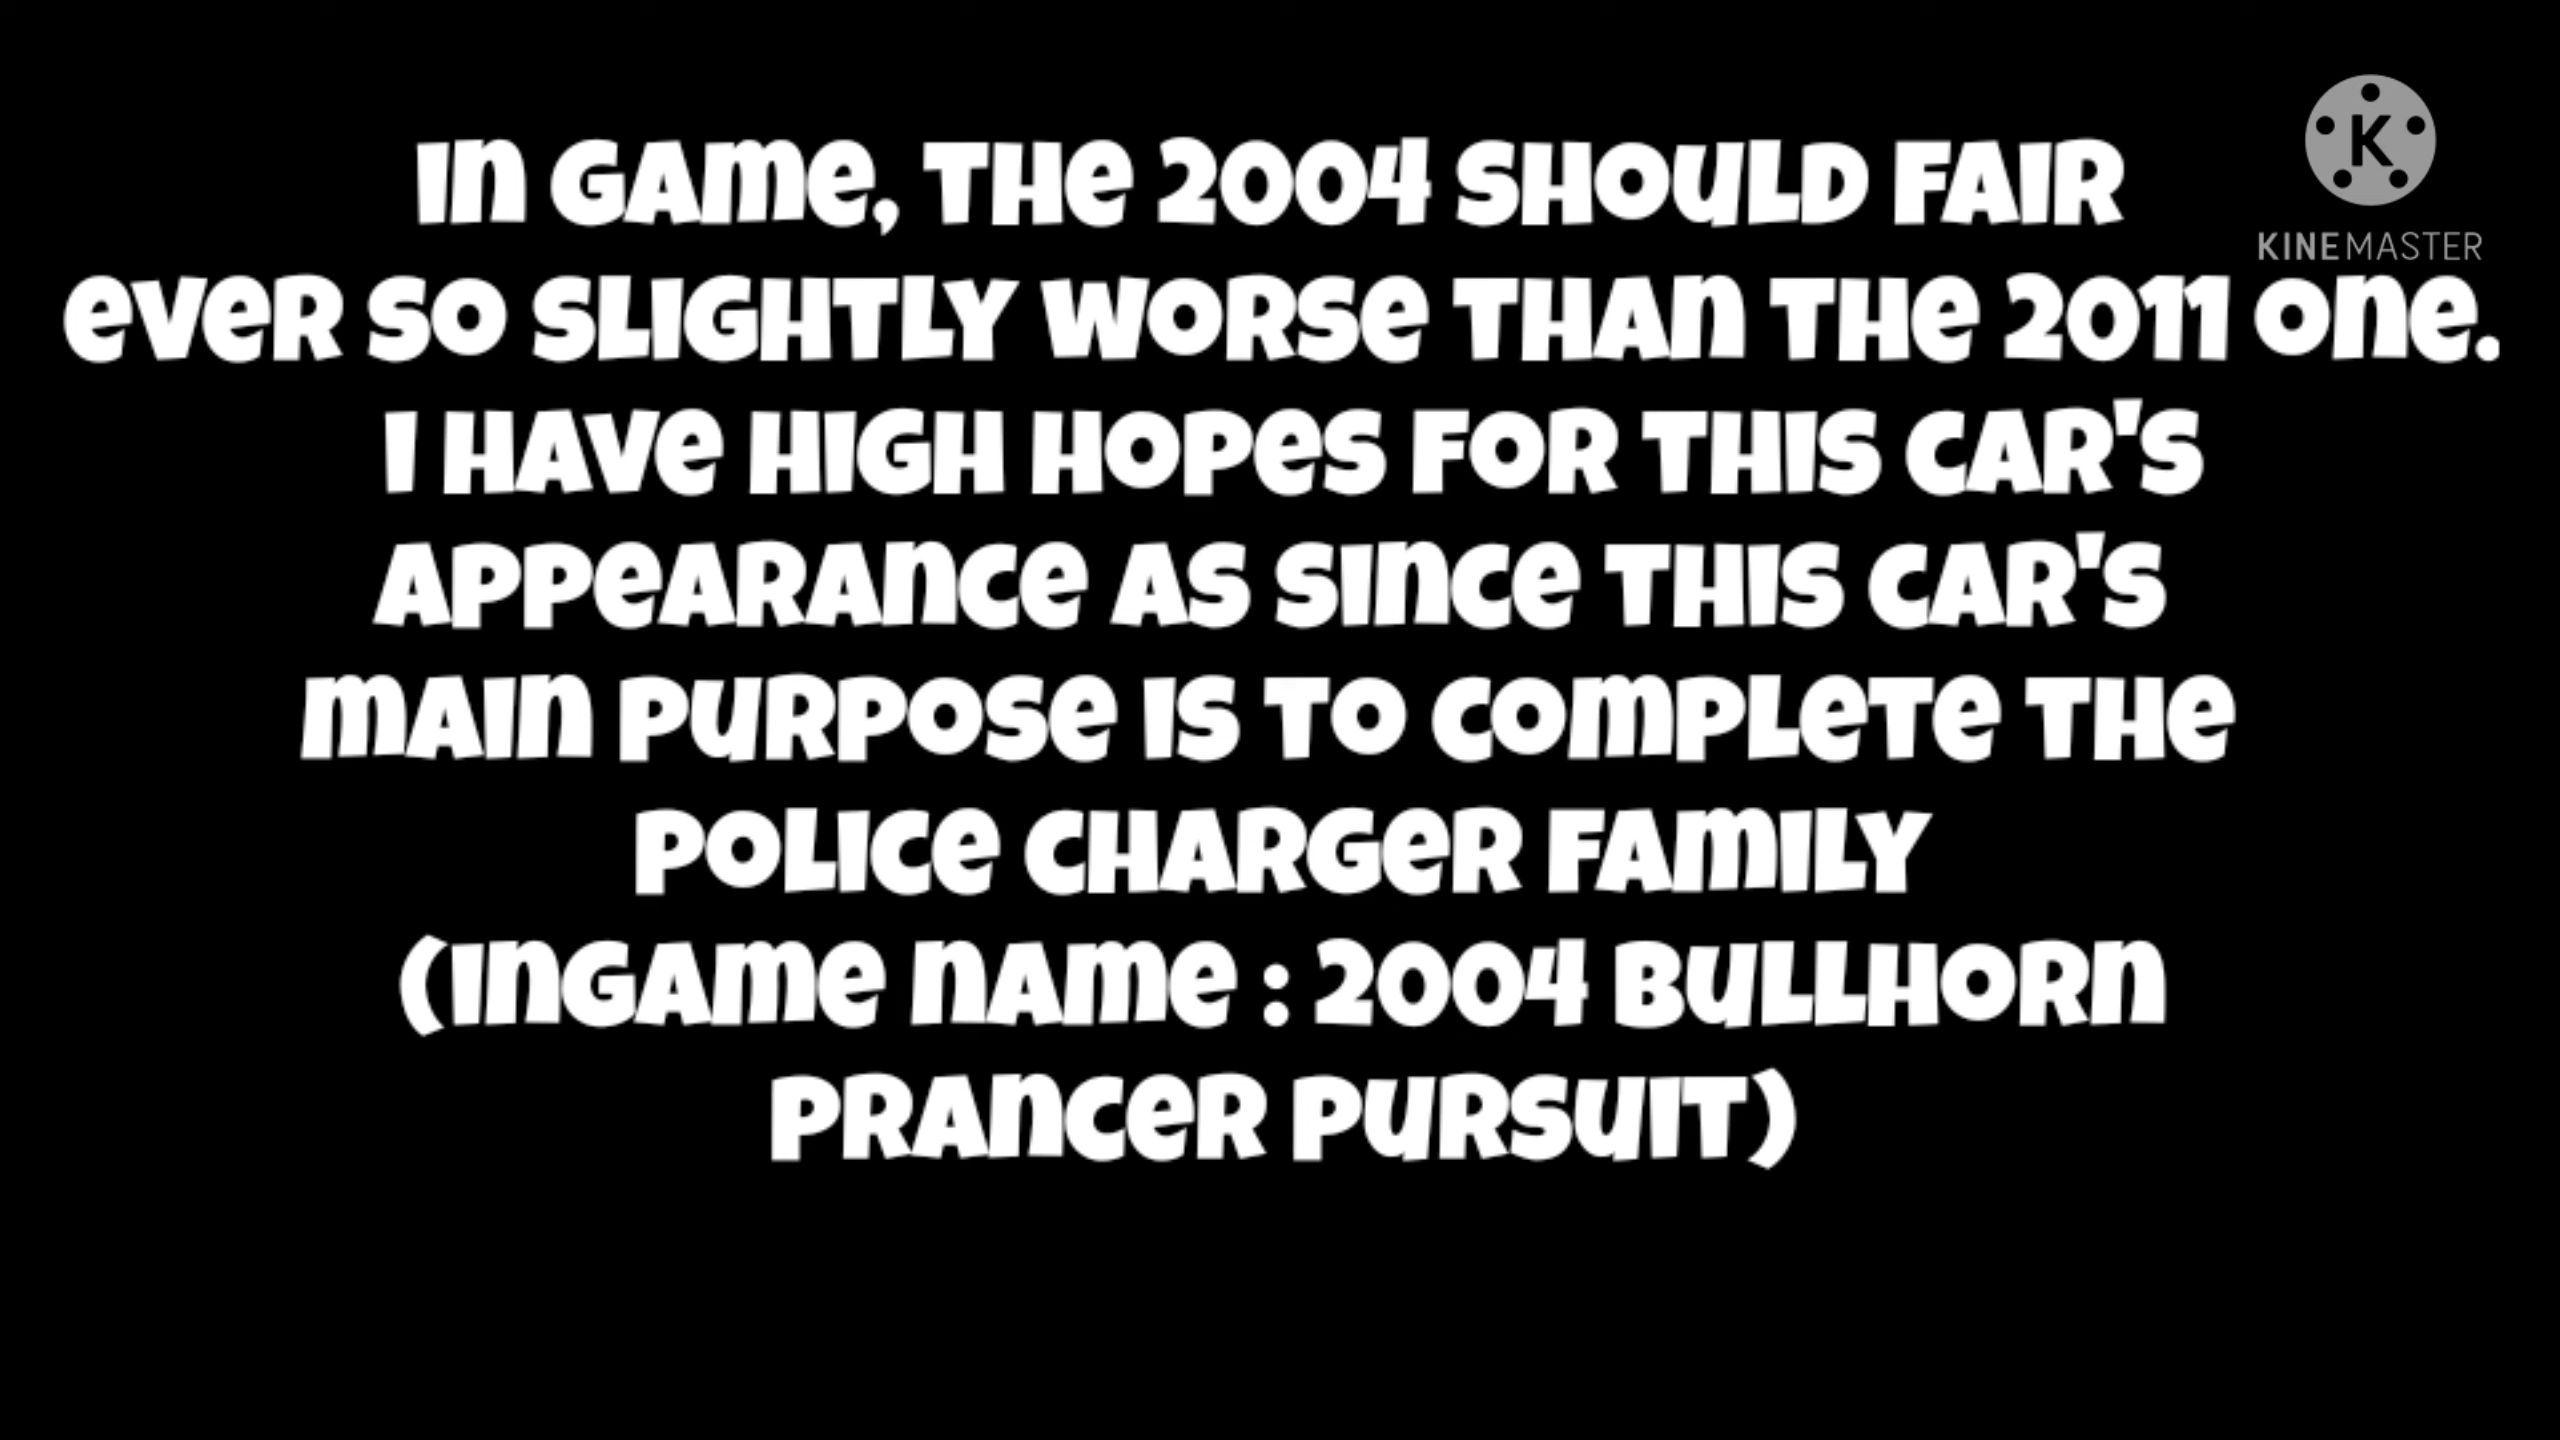 In game, the 2004 should fair
ever so slightly worse than the 2011 one.
I have high hopes for this car's
appearance as since this car's
main purpose is to complete the
police charger family
(ingame name : 2004 Bullhorn
Prancer Pursuit)
K
KINEMASTER